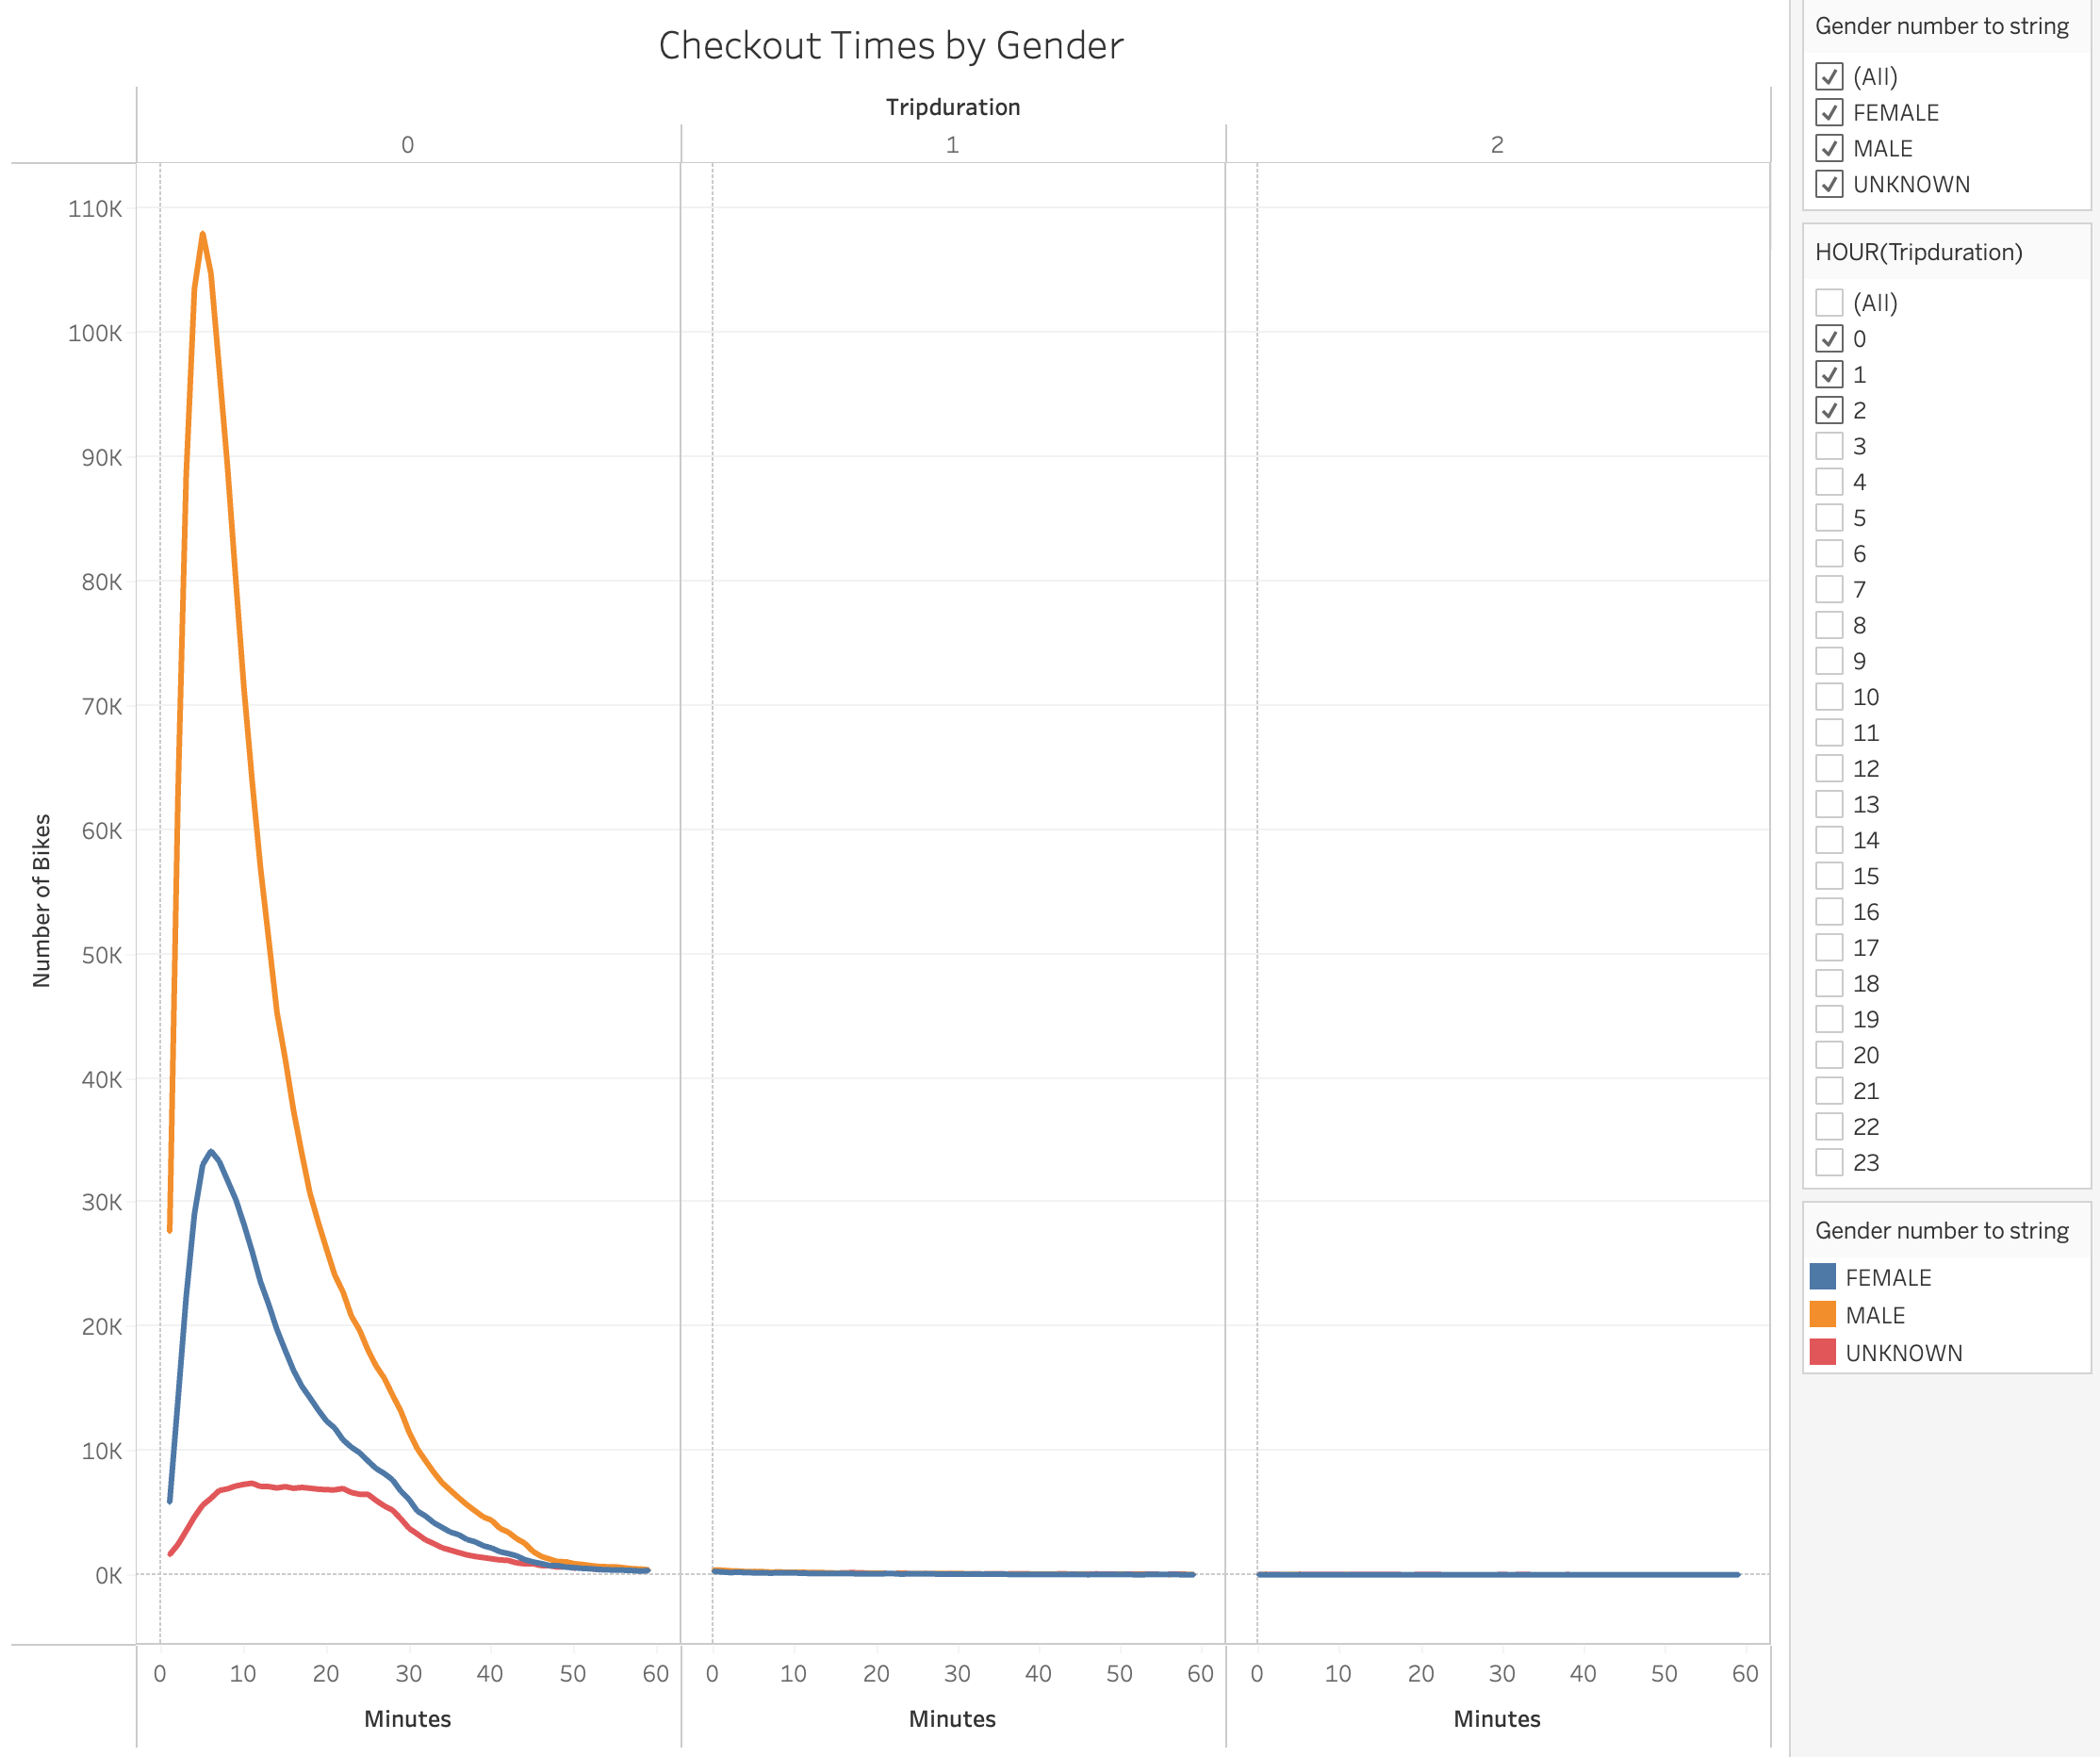 Checkout Times by Gender
Tripduration
0 1 2
110K
100K
90K
80K
70K
60K
50K
40K
30K
20K
10K
0K
Number of Bikes
0 10 20 30 40 50 60 0 10 20 30 40 50 60 0 10 20 30 40 50 60
Minutes Minutes Minutes
Gender number to string
(All)
FEMALE
MALE
UNKNOWN
HOUR(Tripduration)
(All)
0
1
2
3
4
5
6
7
8
9
10
11
12
13
14
15
16
17
18
19
20
21
22
23
Gender number to string
FEMALE
MALE
UNKNOWN